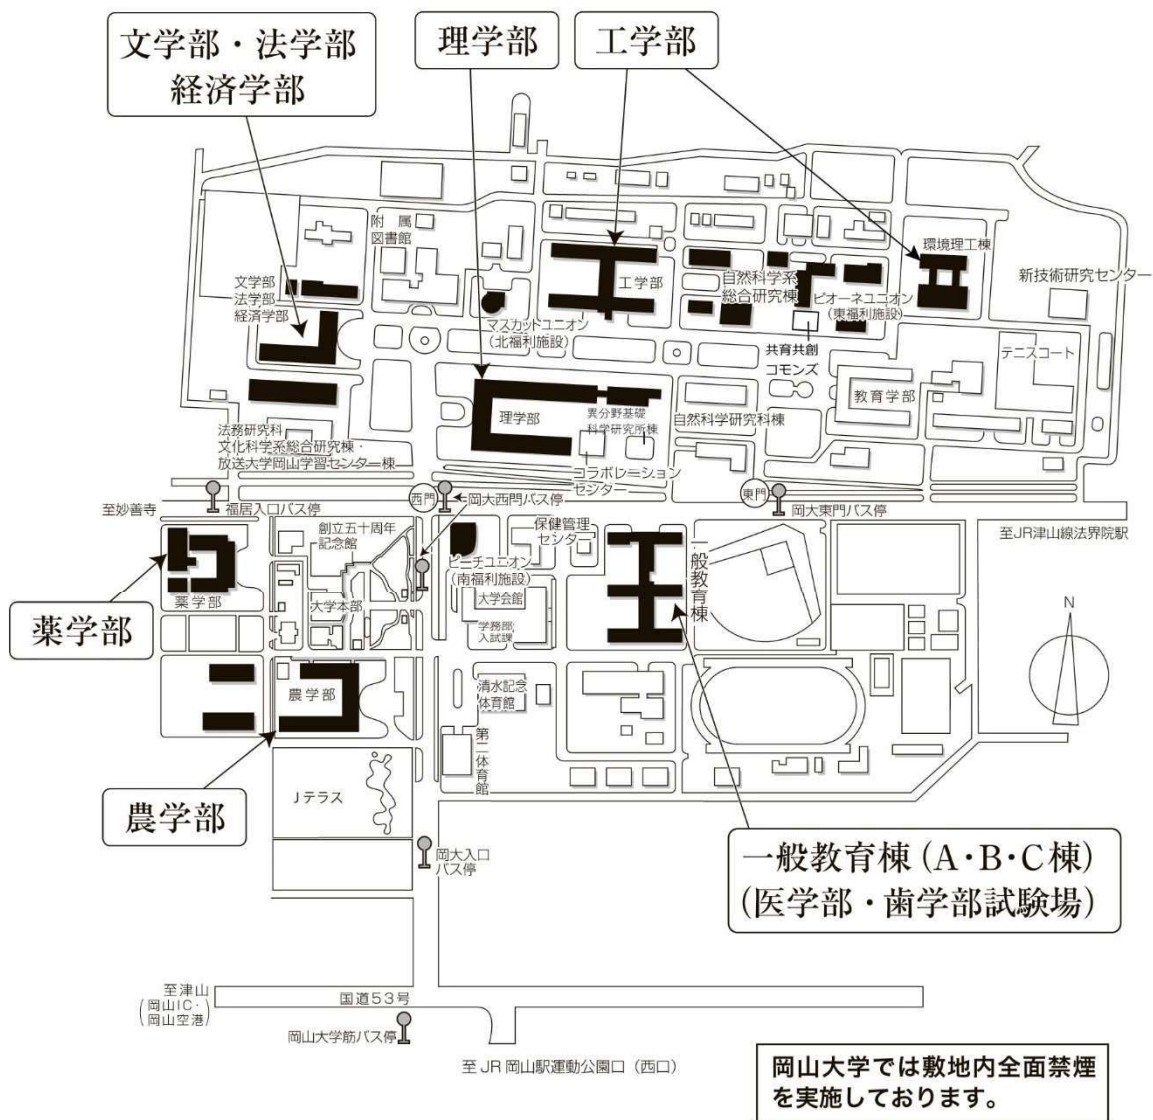 文学部・法学部
経済学部
理学部
工学部
附属
図書館
文学部
法学部
経済学部
マスカットユニオン
(北福利施設)
工学部
自然科学系
総合研究棟
ピオーネユニオン
(東福利施設)
環境理工棟
新技術研究センター
共育共創
コモンズ
テニスコート
教育学部
理学部
異分野基礎
科学研究所棟
自然科学研究科棟
コラボレーション
センター
法務研究科
文化科学系総合研究棟・
放送大学岡山学習センター棟
至妙善寺
福居入口バス停
西門
岡大西門バス停
東門
岡大東門バス停
至JR津山線法界院駅
創立五十周年
記念館
保健管理
センター
ピーチユニオン
(南福利施設)
大学会館
学務部
入試課
一般教育棟
薬学部
薬学部
大学本部
農学部
清水記念
体育館
第二体育館
N
農学部
Jテラス
岡大入口
バス停
一般教育棟(A・B・C棟)
(医学部・歯学部試験場)
至津山
(岡山IC・
岡山空港)
国道53号
岡山大学筋バス停
至JR岡山駅運動公園口(西口)
岡山大学では敷地内全面禁煙
を実施しております。